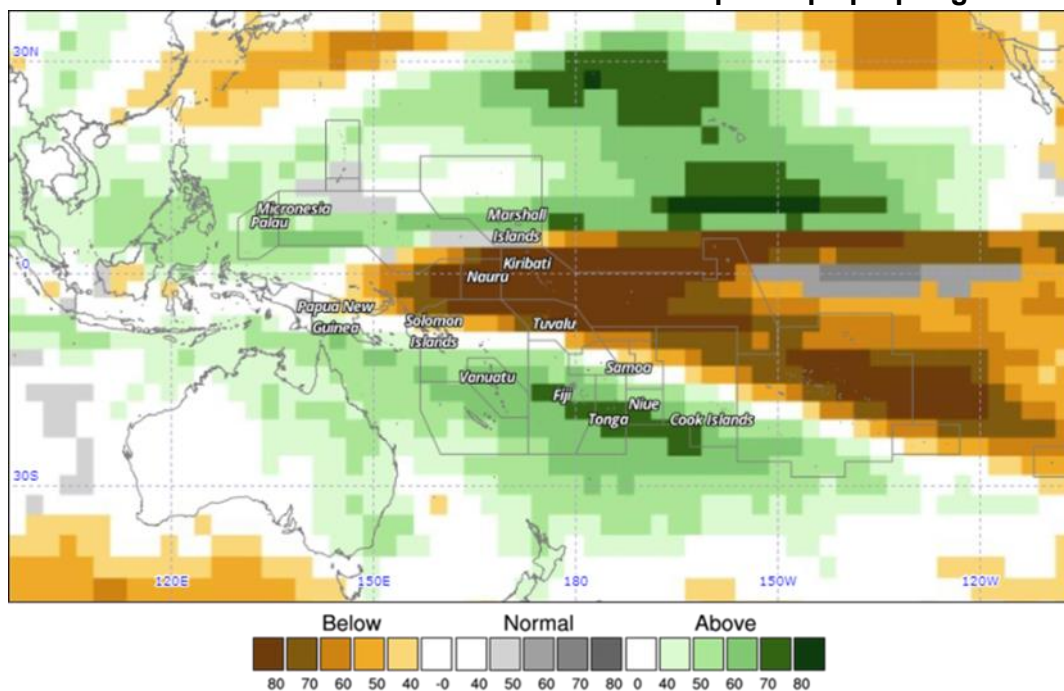 30N
Micronesia
Palau
Marshall
Islands
0
Kiribati
Nauru
Papua New
Guinea
Solomon
Islands
Tuvalu
Samoa
Vanuatu
Fiji
Niue
Tonga
Cook Islands
30S
120E 150E 180 150W 120W
Below Normal Above
80 70 60 50 40 -0 40 50 60 70 80 0 40 50 60 70 80